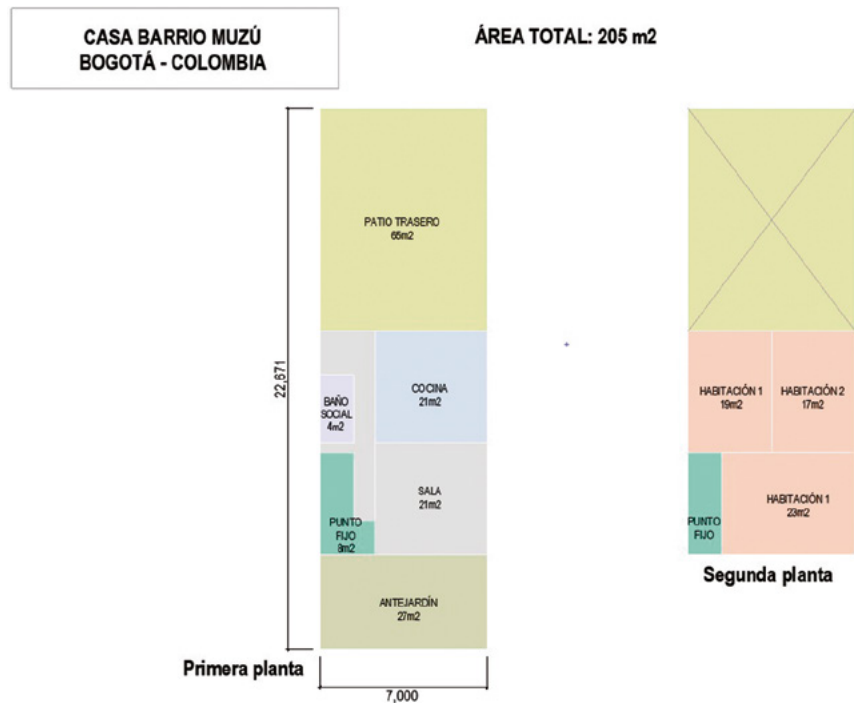 CASA BARRIO MUZÚ
BOGOTÁ - COLOMBIA
ÁREA TOTAL: 205 m2
PATIO TRASERO
65m2
22,671
COCINA
21m2
BAÑO
SOCIAL
4m2
SALA
21m2
PUNTO
FIJO
8m2
ANTEJARDÍN
27m2
Primera planta
7,000
HABITACIÓN 1
19m2
HABITACIÓN 2
17m2
HABITACIÓN 1
23m2
PUNTO
FIJO
Segunda planta